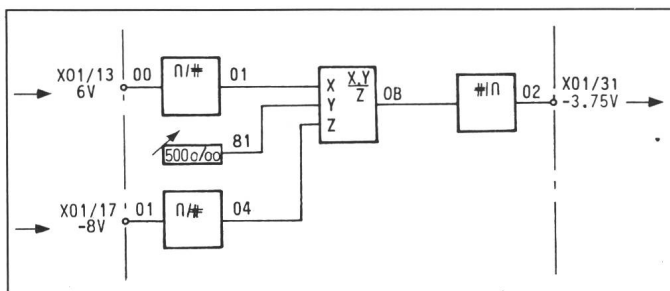 X01/13
6V
00
∩/#
01
X
Y
Z
X.Y
Z
0B
#/∩
02
X01/31
-3.75V
81
500o/oo
X01/17
-8V
01
∩/#
04